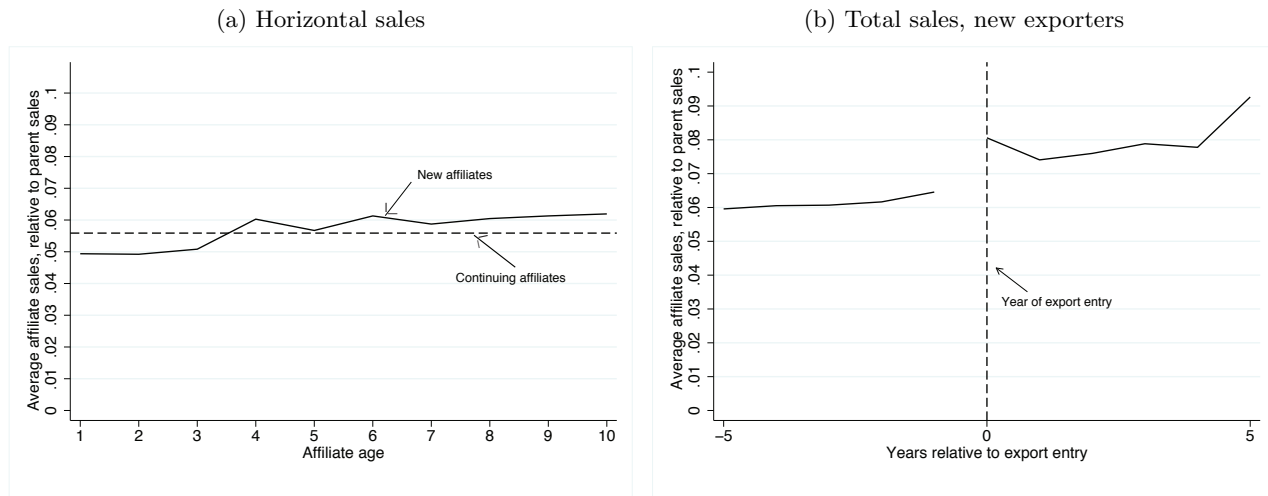 (a) Horizontal sales
Average affiliate sales, relative to parent sales
.1
.09
.08
.07
.06
.05
.04
.03
.02
.01
0
New affiliates
Continuing affiliates
1 2 3 4 5 6 7 8 9 10
Affiliate age
(b) Total sales, new exporters
Average affiliate sales, relative to parent sales
.1
.09
.08
.07
.06
.05
.04
.03
.02
.01
0
Year of export entry
−5 0 5
Years relative to export entry